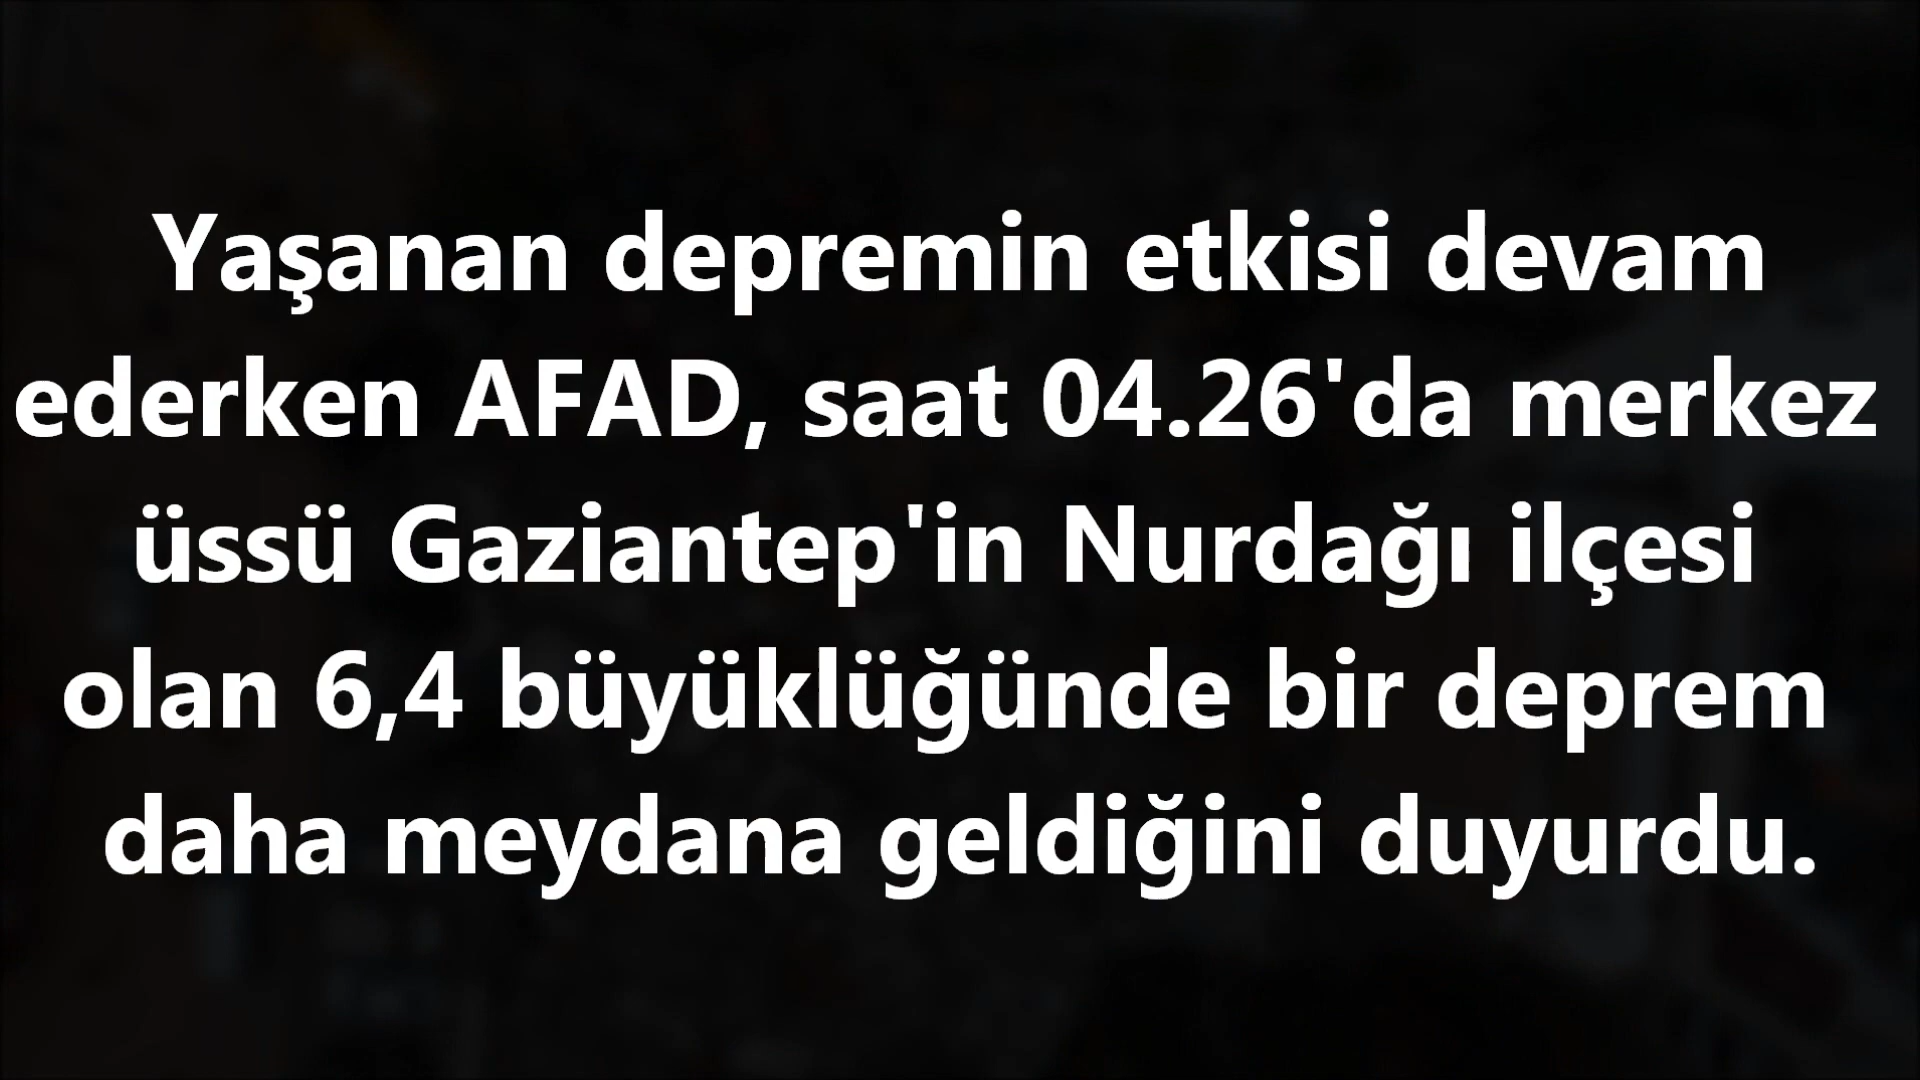 Yaşanan depremin etkisi devam
ederken AFAD, saat 04.26'da merkez
üssü Gaziantep'in Nurdağı ilçesi
olan 6,4 büyüklüğünde bir deprem
daha meydana geldiğini duyurdu.